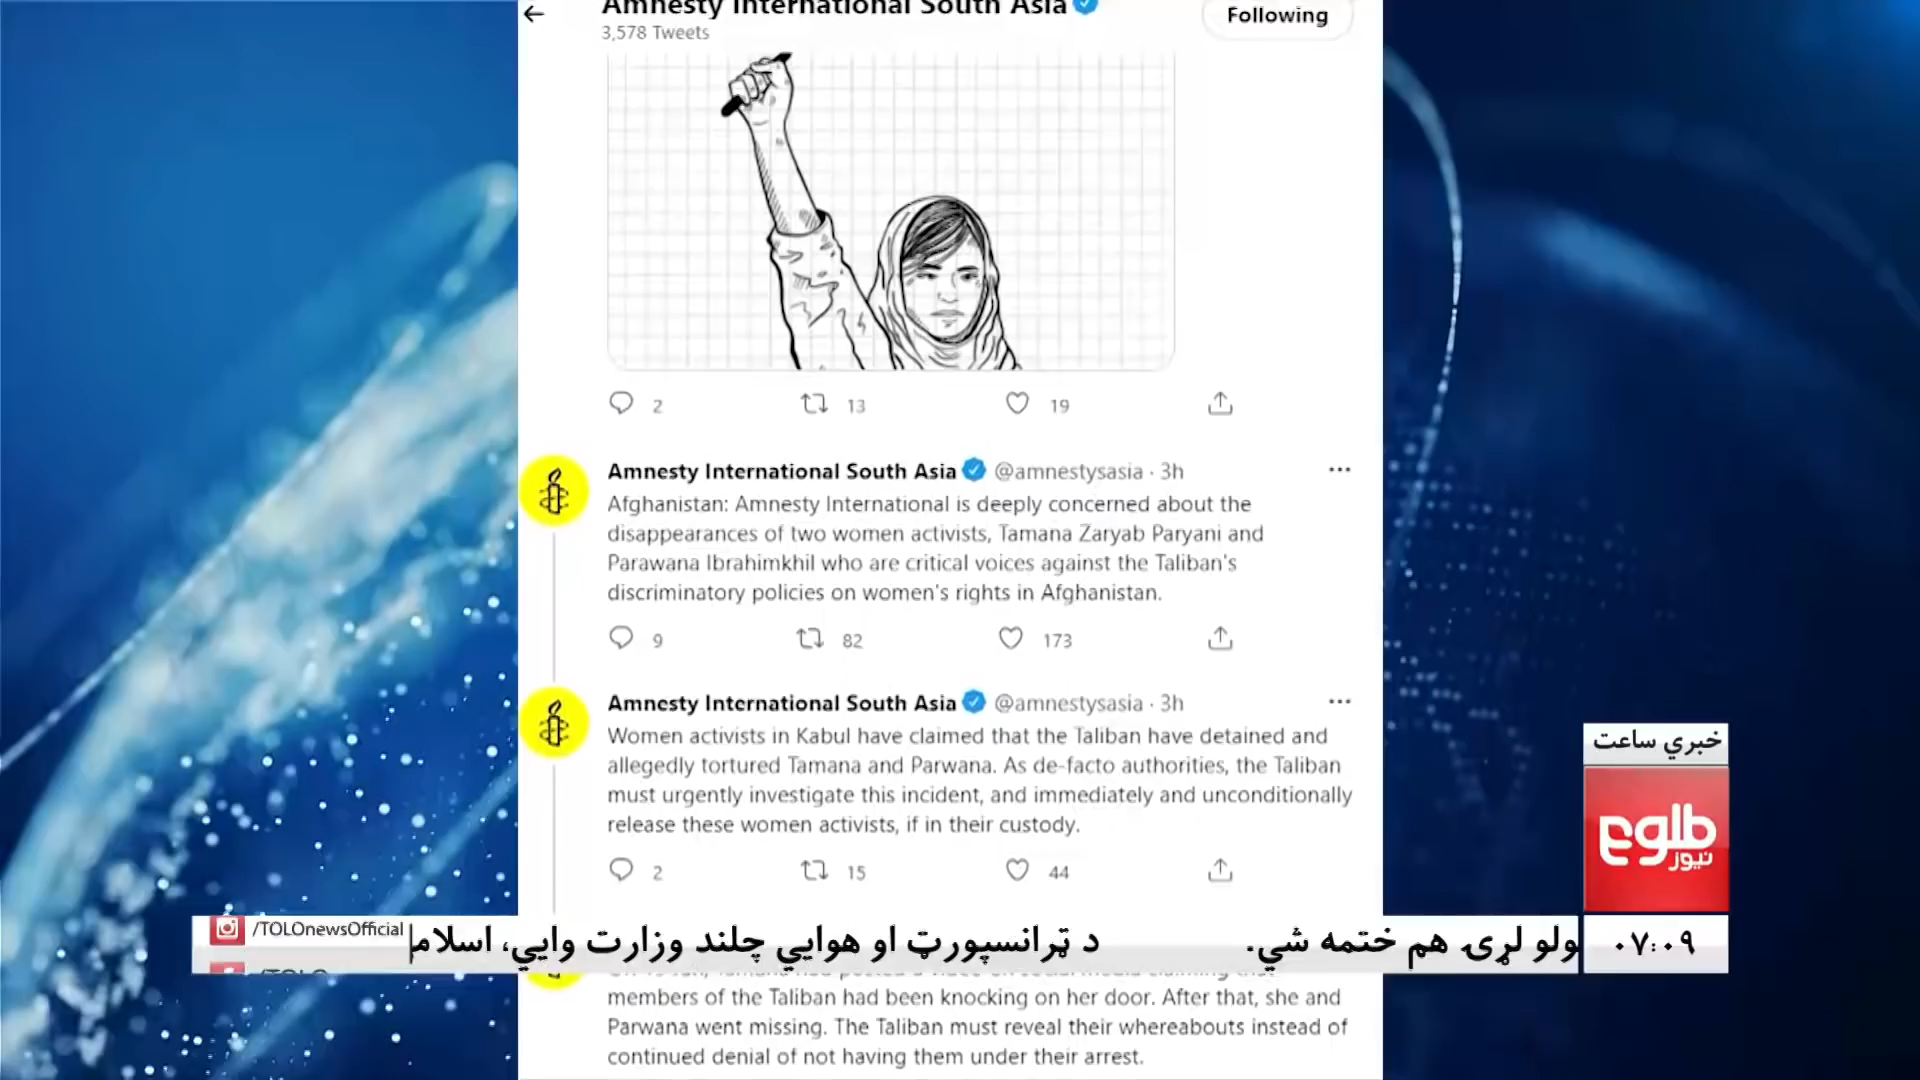 Amnesty International South Asia
3,578 Tweets
Following
2
13
19
Amnesty International South Asia @amnestysasia · 3h
Afghanistan: Amnesty International is deeply concerned about the
disappearances of two women activists, Tamana Zaryab Paryani and
Parawana Ibrahimkhil who are critical voices against the Taliban's
discriminatory policies on women's rights in Afghanistan.
9
82
173
Amnesty International South Asia @amnestysasia · 3h
Women activists in Kabul have claimed that the Taliban have detained and
allegedly tortured Tamana and Parwana. As de-facto authorities, the Taliban
must urgently investigate this incident, and immediately and unconditionally
release these women activists, if in their custody.
2
15
44
خبري ساعت
طلوع
نیوز
۰۷:۰۹
/TOLOnewsOfficial
ولو لړۍ هم ختمه شي. د ټرانسپورټ او هوايي چلند وزارت وايي، اسلام
members of the Taliban had been knocking on her door. After that, she and
Parwana went missing. The Taliban must reveal their whereabouts instead of
continued denial of not having them under their arrest.